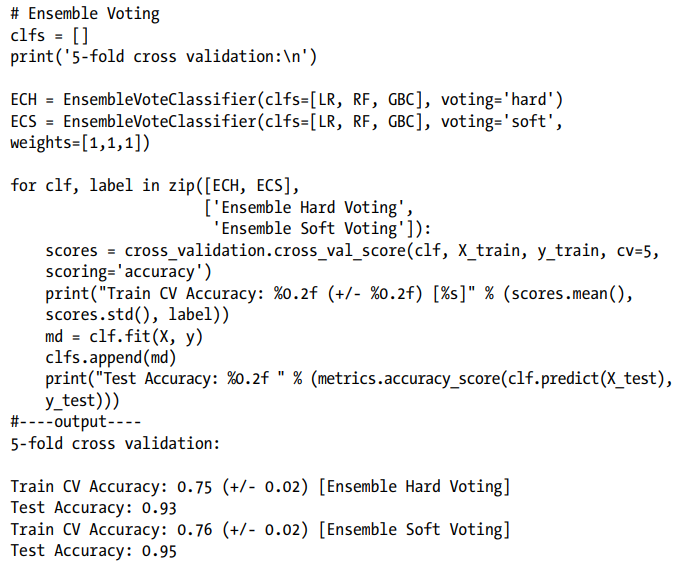 # Ensemble Voting
clfs = []
print('5-fold cross validation:\n')

ECH = EnsembleVoteClassifier(clfs=[LR, RF, GBC], voting='hard')
ECS = EnsembleVoteClassifier(clfs=[LR, RF, GBC], voting='soft',
weights=[1,1,1])

for clf, label in zip([ECH, ECS],
                      ['Ensemble Hard Voting',
                       'Ensemble Soft Voting']):
    scores = cross_validation.cross_val_score(clf, X_train, y_train, cv=5,
    scoring='accuracy')
    print("Train CV Accuracy: %0.2f (+/- %0.2f) [%s]" % (scores.mean(),
    scores.std(), label))
    md = clf.fit(X, y)
    clfs.append(md)
    print("Test Accuracy: %0.2f " % (metrics.accuracy_score(clf.predict(X_test),
    y_test)))
#----output----
5-fold cross validation:

Train CV Accuracy: 0.75 (+/- 0.02) [Ensemble Hard Voting]
Test Accuracy: 0.93
Train CV Accuracy: 0.76 (+/- 0.02) [Ensemble Soft Voting]
Test Accuracy: 0.95